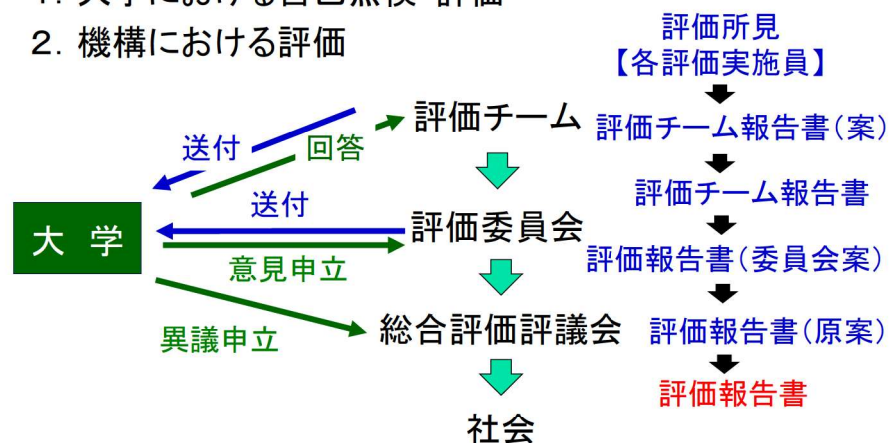 2．機構における評価
評価所見
【各評価実施員】
評価チーム
評価チーム報告書(案)
送付
回答
評価チーム報告書
送付
大 学
評価委員会
意見申立
評価報告書(委員会案)
異議申立
総合評価評議会
評価報告書(原案)
評価報告書
社会